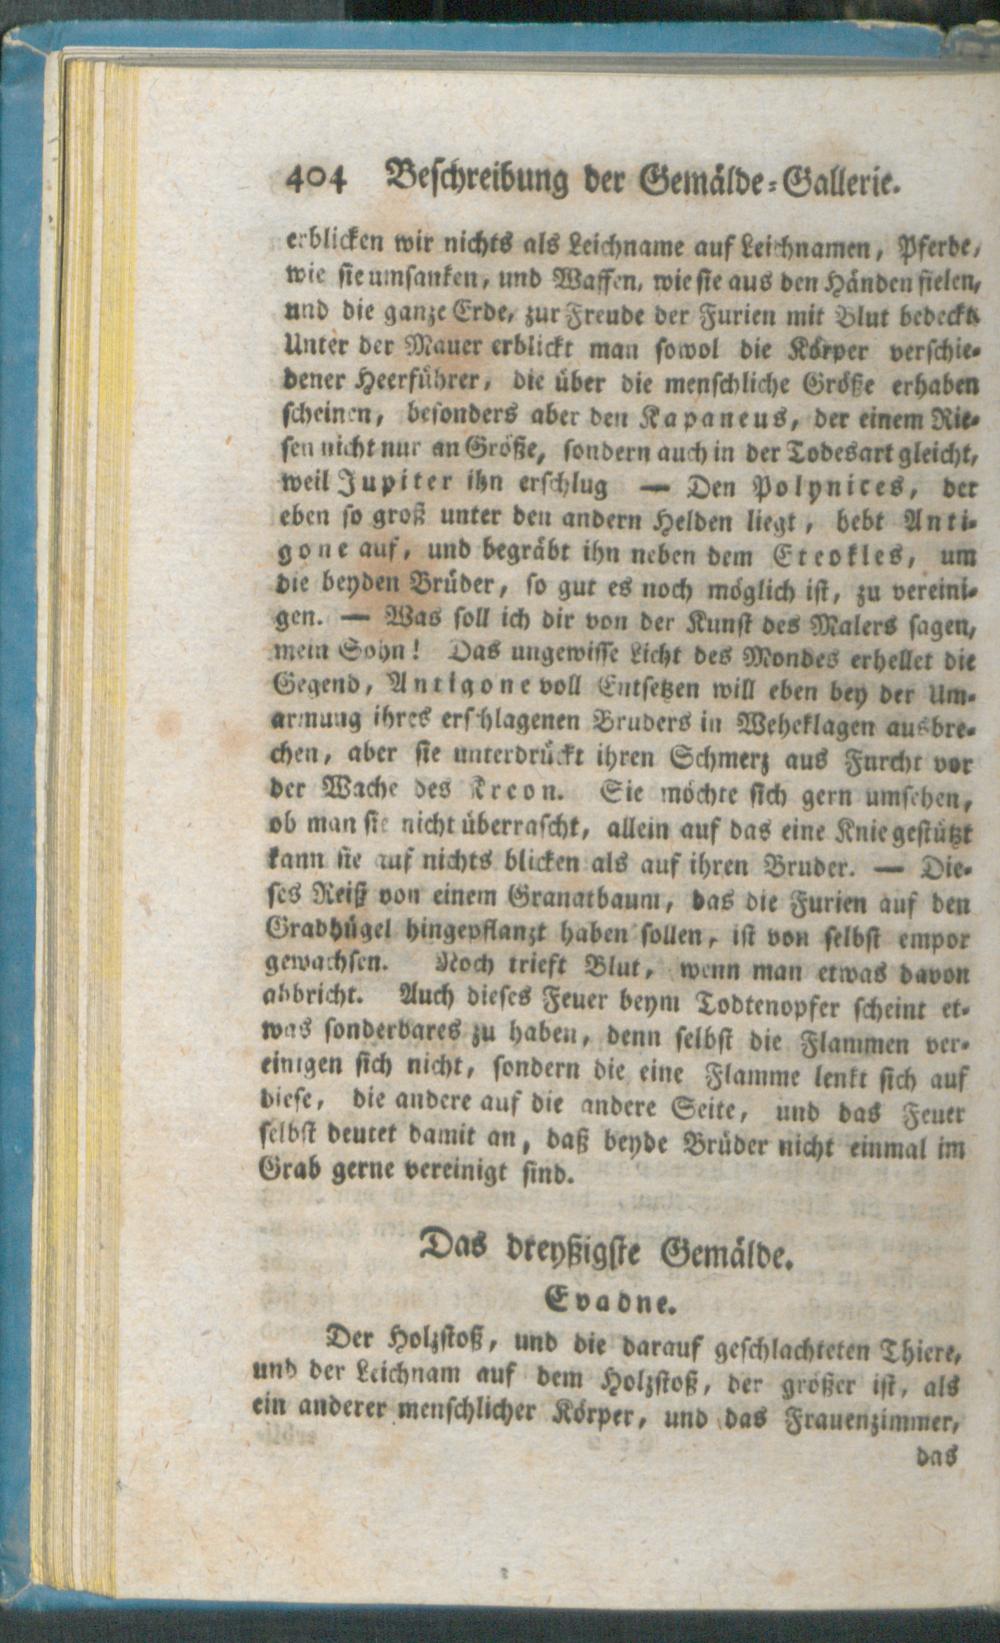 404 Beschreibung der Gemälde-Gallerie.
erblicken wir nichts als Leichname auf Leichnamen, Pferde,
wie sie umsanken, und Waffen, wie sie aus den Händen fielen,
und die ganze Erde, zur Freude der Furien mit Blut bedeckt.
Unter der Mauer erblickt man sowol die Körper verschie-
dener Heerführer, die über die menschliche Größe erhaben
scheinen, besonders aber den Kapaneus, der einem Rie-
sen nicht nur an Größe, sondern auch in der Todesart gleicht,
weil Jupiter ihn erschlug — Den Polynices, der
eben so groß unter den andern Helden liegt, hebt Anti-
gone auf, und begräbt ihn neben dem Eteokles, um
die beyden Brüder, so gut es noch möglich ist, zu vereini-
gen. — Was soll ich dir von der Kunst des Malers sagen,
mein Sohn! Das ungewisse Licht des Mondes erhellet die
Gegend, Antigone voll Entsetzen will eben bey der Um-
armung ihres erschlagenen Bruders in Weheklagen ausbre-
chen, aber sie unterdrückt ihren Schmerz aus Furcht vor
der Wache des Kreon. Sie möchte sich gern umsehen,
ob man sie nicht überrascht, allein auf das eine Knie gestützt
kann sie auf nichts blicken als auf ihren Bruder. — Die-
ses Reiß von einem Granatbaum, das die Furien auf den
Grabhügel hingepflanzt haben sollen, ist von selbst empor
gewachsen. Noch trieft Blut, wenn man etwas davon
abbricht. Auch dieses Feuer beym Todtenopfer scheint et-
was sonderbares zu haben, denn selbst die Flammen ver-
einigen sich nicht, sondern die eine Flamme lenkt sich auf
diese, die andere auf die andere Seite, und das Feuer
selbst deutet damit an, daß beyde Brüder nicht einmal im
Grab gerne vereinigt sind.
Das dreyßigste Gemälde.
Evadne.
Der Holzstoß, und die darauf geschlachteten Thiere,
und der Leichnam auf dem Holzstoß, der größer ist, als
ein anderer menschlicher Körper, und das Frauenzimmer,
das